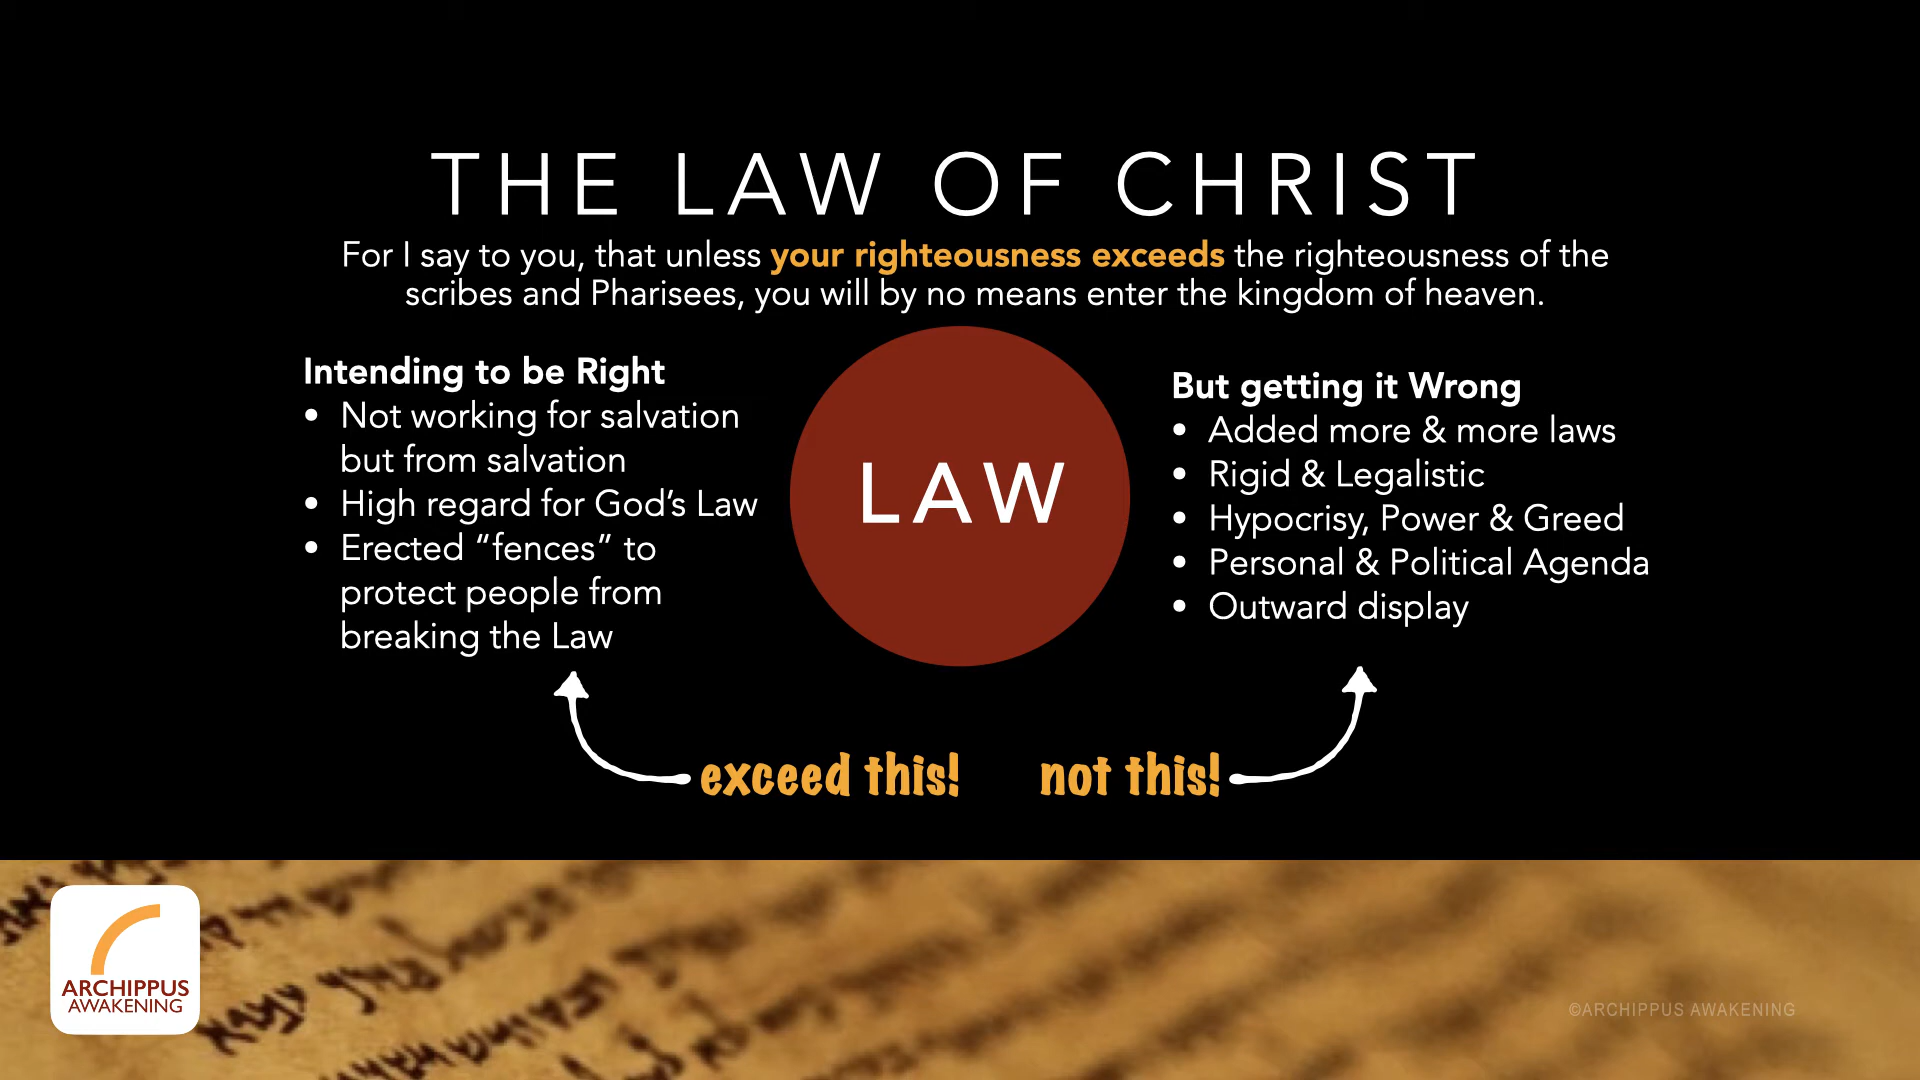 THE LAW OF CHRIST
For I say to you, that unless your righteousness exceeds the righteousness of the
scribes and Pharisees, you will by no means enter the kingdom of heaven.
Intending to be Right
• Not working for salvation
but from salvation
• High regard for God’s Law
• Erected “fences” to
protect people from
breaking the Law
LAW
But getting it Wrong
• Added more & more laws
• Rigid & Legalistic
• Hypocrisy, Power & Greed
• Personal & Political Agenda
• Outward display
exceed this!
not this!
ARCHIPPUS
AWAKENING
©ARCHIPPUS AWAKENING